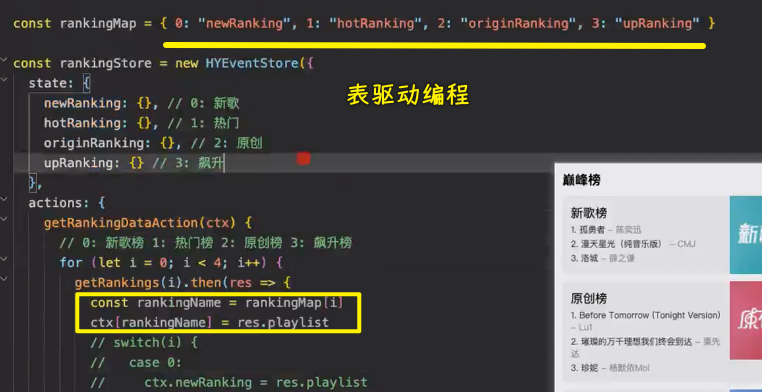 const rankingMap = { 0: "newRanking", 1: "hotRanking", 2: "originRanking", 3: "upRanking" }
const rankingStore = new HYEventStore({
state: {
newRanking: {}, // 0: 新歌
hotRanking: {}, // 1: 热门
originRanking: {}, // 2: 原创
upRanking: {} // 3: 飙升
},
actions: {
getRankingDataAction(ctx) {
// 0: 新歌榜 1: 热门榜 2: 原创榜 3: 飙升榜
for (let i = 0; i < 4; i++) {
getRankings(i).then(res => {
const rankingName = rankingMap[i]
ctx[rankingName] = res.playlist
// switch(i) {
// case 0:
// ctx.newRanking = res.playlist
表驱动编程
巅峰榜
新歌榜
1. 孤勇者 - 陈奕迅
2. 漫天星光（纯音乐版） - CMJ
3. 洛城 - 薛之谦
新
原创榜
1. Before Tomorrow (Tonight Version)
- Lu1
2. 璀璨的万千理想我们终会到达 - 栗先
达
3. 珍妮 - 杨默依Moi
原